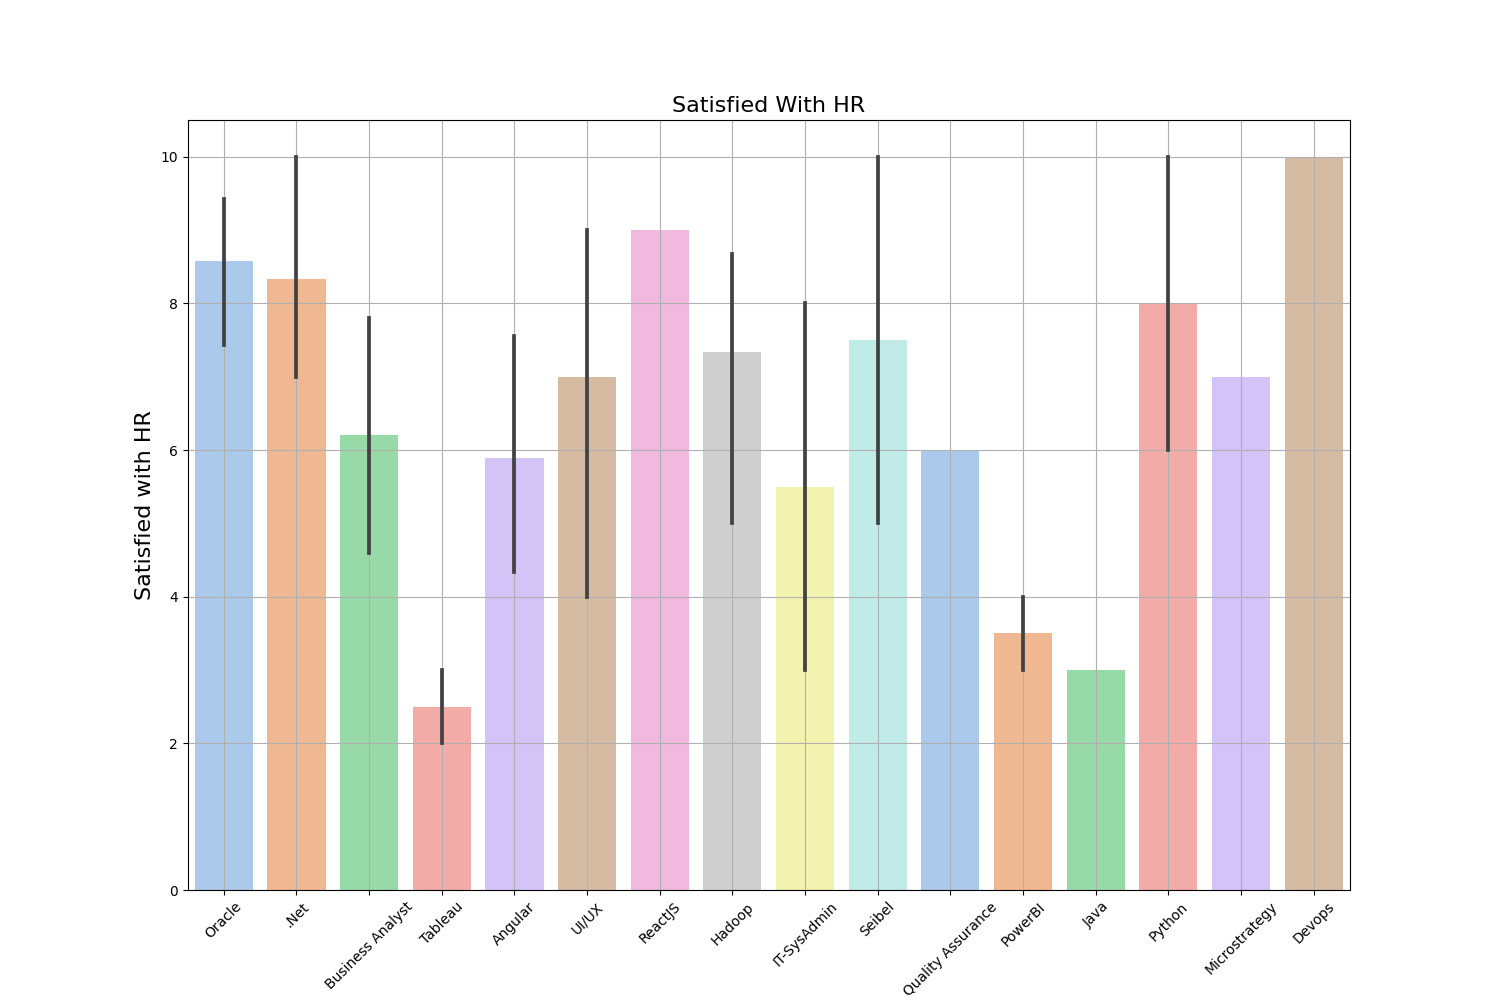 Satisfied With HR
Satisfied with HR
10
8
6
4
2
0
Oracle
.Net
Business Analyst
Tableau
Angular
UI/UX
ReactJS
Hadoop
IT-SysAdmin
Seibel
Quality Assurance
PowerBI
Java
Python
Microstrategy
Devops